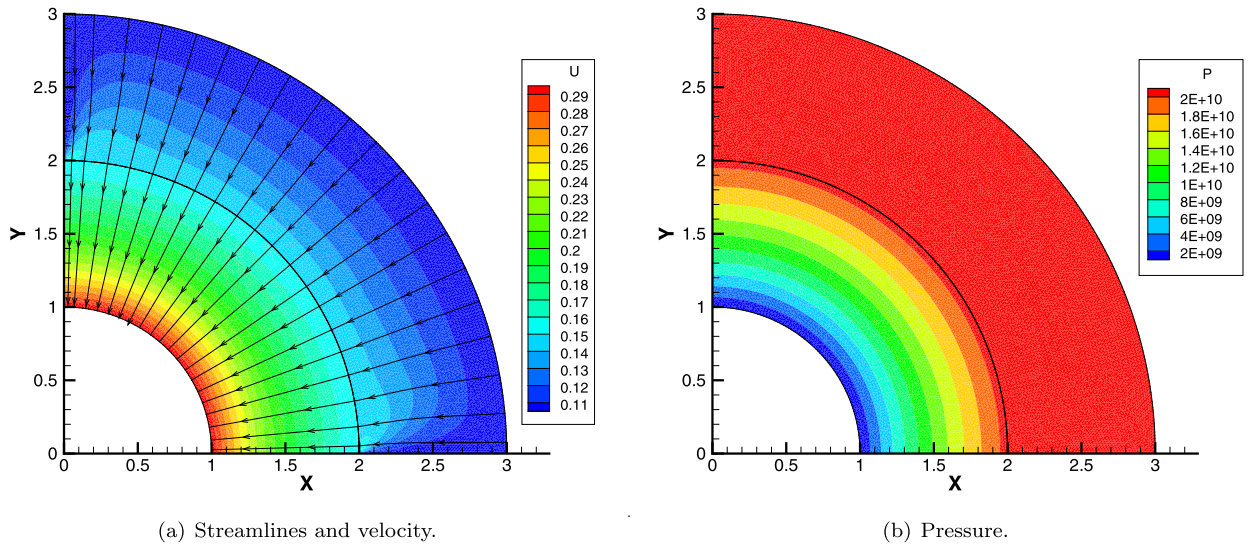 3
2.5
2
1.5
1
0.5
0
Y
0 0.5 1 1.5 2 2.5 3
X
U
0.29
0.28
0.27
0.26
0.25
0.24
0.23
0.22
0.21
0.2
0.19
0.18
0.17
0.16
0.15
0.14
0.13
0.12
0.11
(a) Streamlines and velocity.
3
2.5
2
1.5
1
0.5
0
Y
0 0.5 1 1.5 2 2.5 3
X
P
2E+10
1.8E+10
1.6E+10
1.4E+10
1.2E+10
1E+10
8E+09
6E+09
4E+09
2E+09
(b) Pressure.